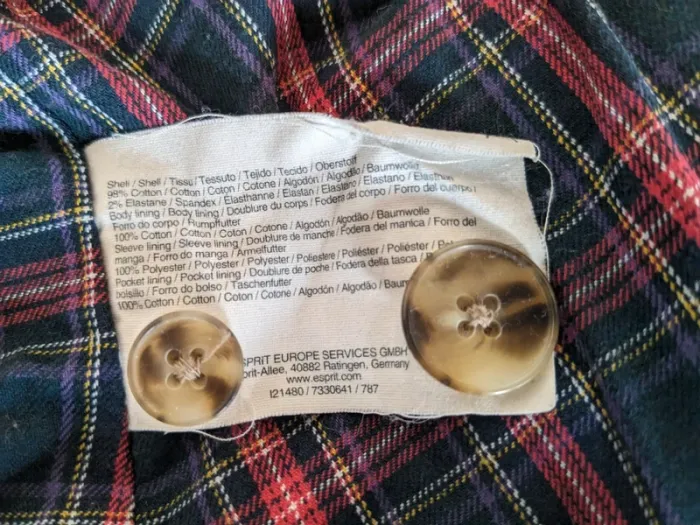 Shell / Shell / Tissu / Tessuto / Tejido / Tecido / Oberstoff
98% Cotton / Cotton / Coton / Cotone / Algodón / Algodão / Baumwolle
2% Elastane / Spandex / Elasthanne / Elastan / Elastano / Elastano / Elasthan
Body lining / Body lining / Doublure du corps / Fodera del corpo / Forro del cuerpo /
Forro do corpo / Rumpffutter
100% Cotton / Cotton / Coton / Cotone / Algodón / Algodão / Baumwolle
Sleeve lining / Sleeve lining / Doublure de manche / Fodera del manica / Forro del
manga / Forro do manga / Ärmelfutter
100% Polyester / Polyester / Polyester / Poliestere / Poliéster / Poliéster /
Pocket lining / Pocket lining / Doublure de poche / Fodera della tasca /
bolsillo / Forro do bolso / Taschenfutter
100% Cotton / Cotton / Coton / Cotone / Algodón / Algodão /
SPRIT EUROPE SERVICES GMBH
prit-Allee, 40882 Ratingen, Germany
www.esprit.com
I21480 / 7330641 / 787